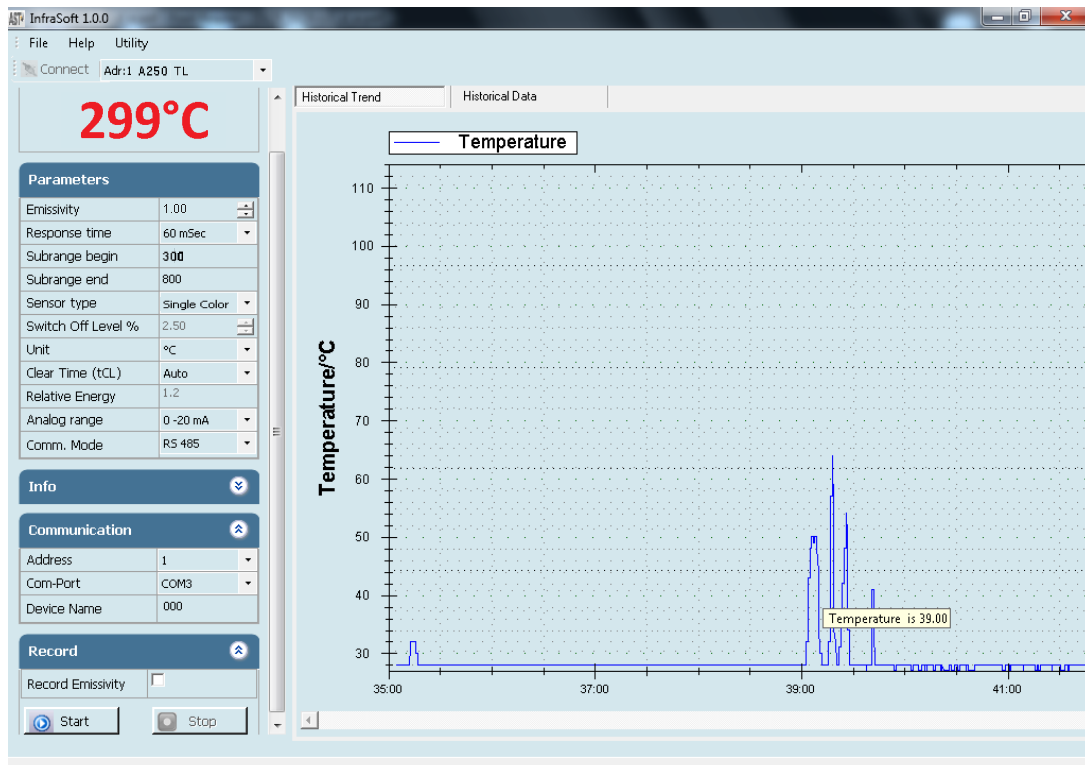 AST InfraSoft 1.0.0
File Help Utility
Connect Adr:1 A250 TL
299°C
Parameters
Emissivity 1.00
Response time 60 mSec
Subrange begin 300
Subrange end 800
Sensor type Single Color
Switch Off Level % 2.50
Unit °C
Clear Time (tCL) Auto
Relative Energy 1.2
Analog range 0 -20 mA
Comm. Mode RS 485
Info
Communication
Address 1
Com-Port COM3
Device Name 000
Record
Record Emissivity
Start Stop
Historical Trend Historical Data
Temperature
Temperature/°C
110
100
90
80
70
60
50
40
30
Temperature is 39.00
35:00 37:00 39:00 41:00